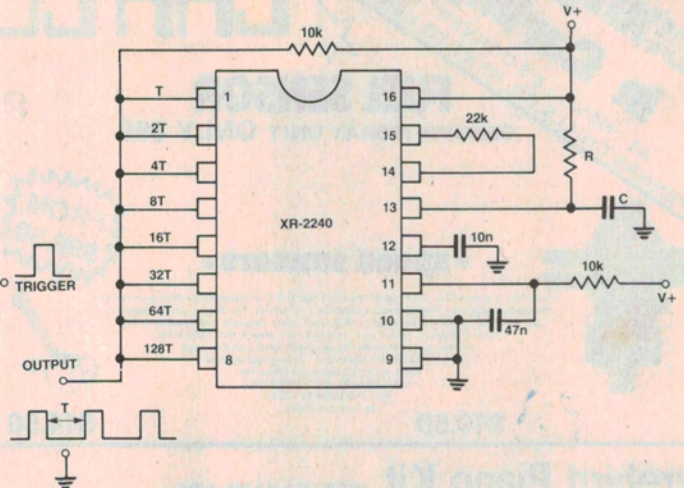 V+
10k
T
1
16
2T
15
22k
4T
14
R
8T
13
C
XR-2240
16T
12
10n
TRIGGER
32T
11
10k
V+
64T
10
47n
128T
8
9
OUTPUT
T